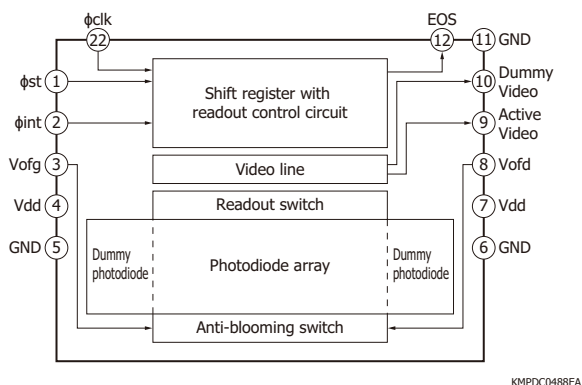 ϕclk
22
EOS
12
11 GND
ϕst 1
Shift register with
readout control circuit
10 Dummy
Video
ϕint 2
9 Active
Video
Vofg 3
Video line
8 Vofd
Vdd 4
Readout switch
7 Vdd
GND 5
6 GND
Dummy
photodiode
Photodiode array
Dummy
photodiode
Anti-blooming switch
KMPDC0488EA